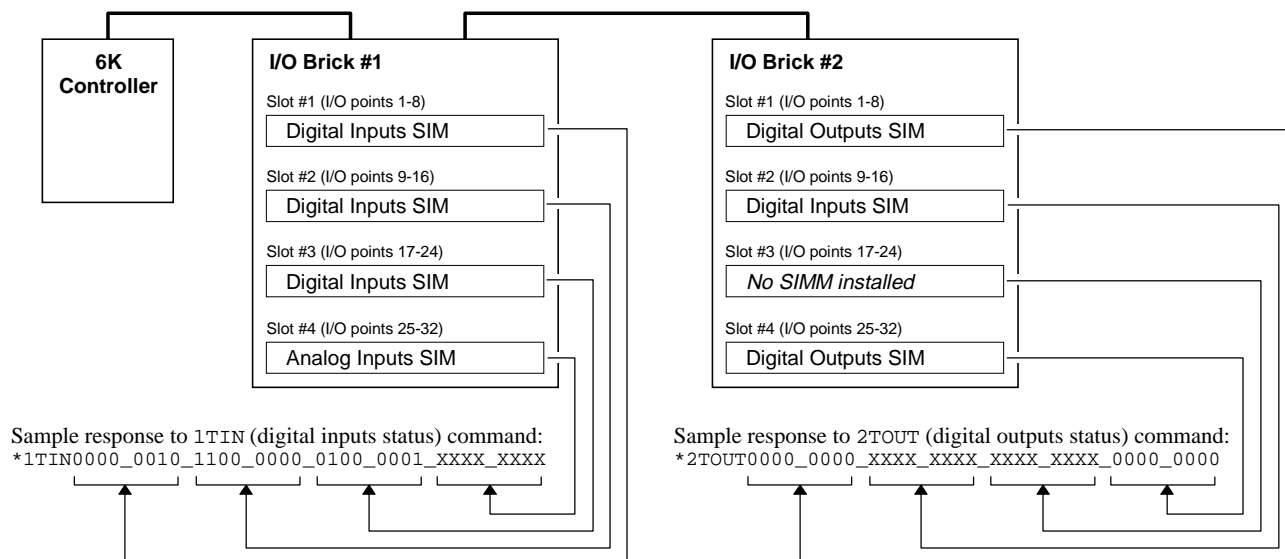 6K
Controller
I/O Brick #1
Slot #1 (I/O points 1-8)
Digital Inputs SIM
Slot #2 (I/O points 9-16)
Digital Inputs SIM
Slot #3 (I/O points 17-24)
Digital Inputs SIM
Slot #4 (I/O points 25-32)
Analog Inputs SIM
I/O Brick #2
Slot #1 (I/O points 1-8)
Digital Outputs SIM
Slot #2 (I/O points 9-16)
Digital Inputs SIM
Slot #3 (I/O points 17-24)
No SIMM installed
Slot #4 (I/O points 25-32)
Digital Outputs SIM
Sample response to 1TIN (digital inputs status) command:
*1TIN0000_0010_1100_0000_0100_0001_XXXX_XXXX
Sample response to 2TOUT (digital outputs status) command:
*2TOUT0000_0000_XXXX_XXXX_XXXX_XXXX_0000_0000